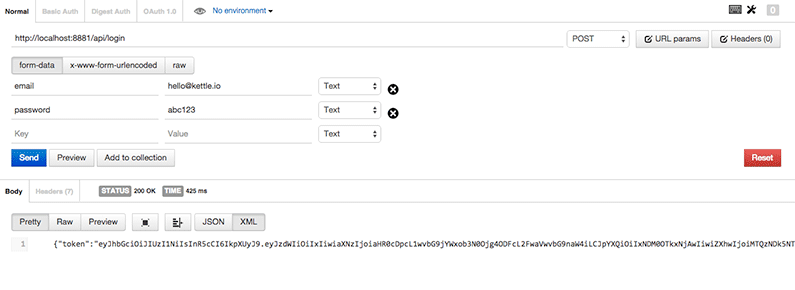 Normal Basic Auth Digest Auth OAuth 1.0 No environment 0
http://localhost:8881/api/login POST URL params Headers (0)
form-data x-www-form-urlencoded raw
email hello@kettle.io Text
password abc123 Text
Key Value Text
Send Preview Add to collection Reset
Body Headers (7) STATUS 200 OK TIME 425 ms
Pretty Raw Preview JSON XML
1 {"token":"eyJhbGciOiJIUzI1NiIsInR5cCI6IkpXUyJ9.eyJzdWIiOiIxIiwiaXNzIjoiaHR0cDpcL1wvbG9jYWxob3N0Ojg4ODFcL2FwaVwvbG9naW4iLCJpYXQiOiIxNDM0OTkxNjAwIiwiZXhwIjoiMTQzNDk5NT